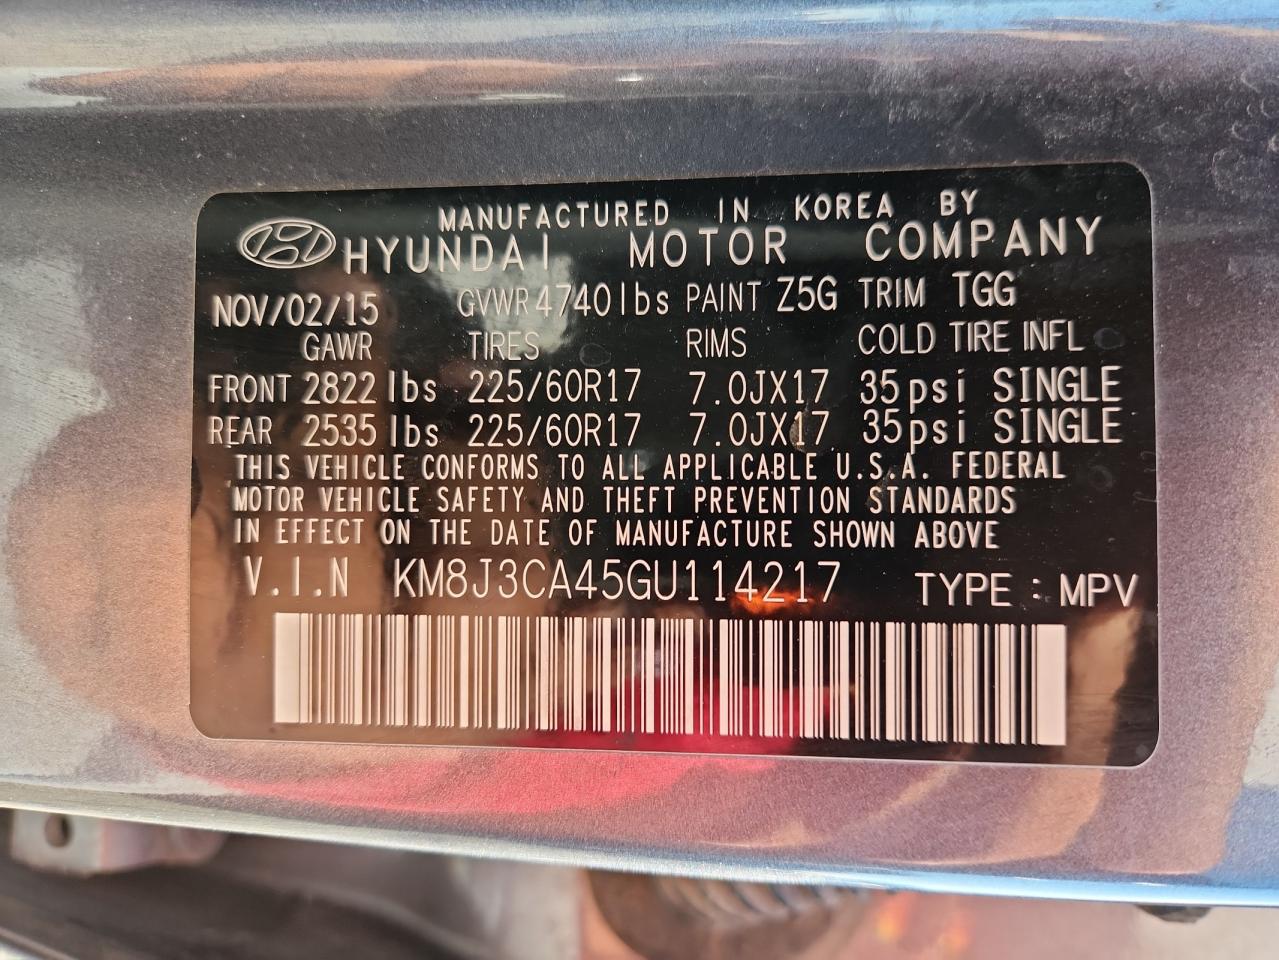 MANUFACTURED IN KOREA BY
HYUNDAI MOTOR COMPANY
NOV/02/15 GVWR 4740lbs PAINT Z5G TRIM TGG
GAWR TIRES RIMS COLD TIRE INFL
FRONT 2822 lbs 225/60R17 7.0JX17 35psi SINGLE
REAR 2535 lbs 225/60R17 7.0JX17 35psi SINGLE
THIS VEHICLE CONFORMS TO ALL APPLICABLE U.S.A. FEDERAL
MOTOR VEHICLE SAFETY AND THEFT PREVENTION STANDARDS
IN EFFECT ON THE DATE OF MANUFACTURE SHOWN ABOVE
V.I.N KM8J3CA45GU114217 TYPE : MPV